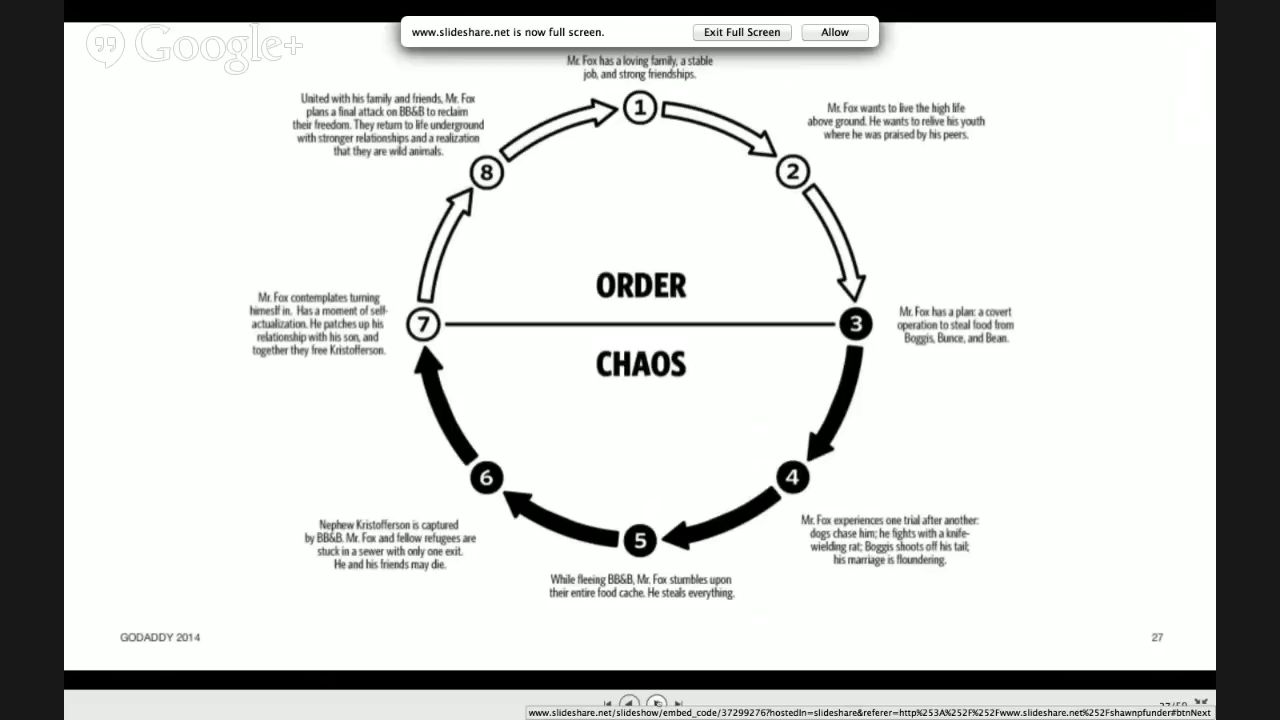 Google+
www.slideshare.net is now full screen.
Exit Full Screen
Allow
Mr. Fox has a loving family, a stable
job, and strong friendships.
1
Mr. Fox wants to live the high life
above ground. He wants to relive his youth
where he was praised by his peers.
2
Mr. Fox has a plan: a covert
operation to steal food from
Boggis, Bunce, and Bean.
3
Mr. Fox experiences one trial after another:
dogs chase him; he fights with a knife-
wielding rat; Boggis shoots off his tail;
his marriage is floundering.
4
While fleeing BB&B, Mr. Fox stumbles upon
their entire food cache. He steals everything.
5
Nephew Kristofferson is captured
by BB&B. Mr. Fox and fellow refugees are
stuck in a sewer with only one exit.
He and his friends may die.
6
Mr. Fox contemplates turning
himeslf in. Has a moment of self-
actualization. He patches up his
relationship with his son, and
together they free Kristofferson.
7
United with his family and friends, Mr. Fox
plans a final attack on BB&B to reclaim
their freedom. They return to life underground
with stronger relationships and a realization
that they are wild animals.
8
ORDER
CHAOS
GODADDY 2014
27
www.slideshare.net/slideshow/embed_code/37299276?hostedIn=slideshare&referer=http%253A%252F%252Fwww.slideshare.net%252Fshawnpfunder#btnNext